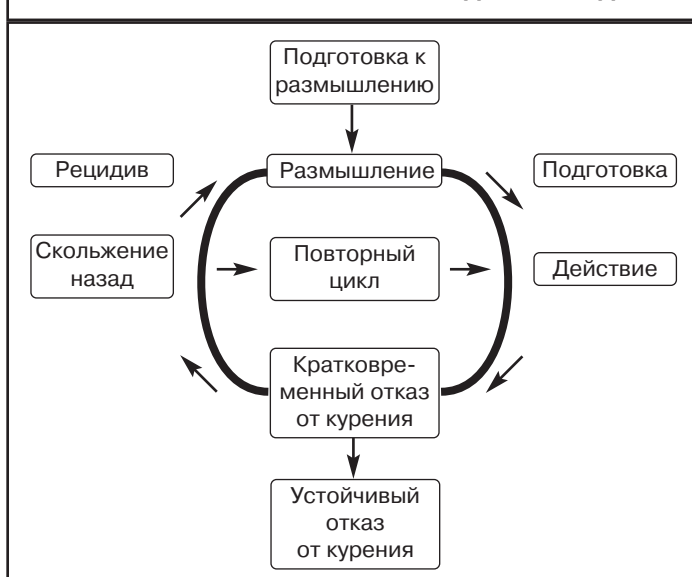 Подготовка к
размышлению
Рецидив
Размышление
Подготовка
Скольжение
назад
Повторный
цикл
Действие
Кратковре-
менный отказ
от курения
Устойчивый
отказ
от курения